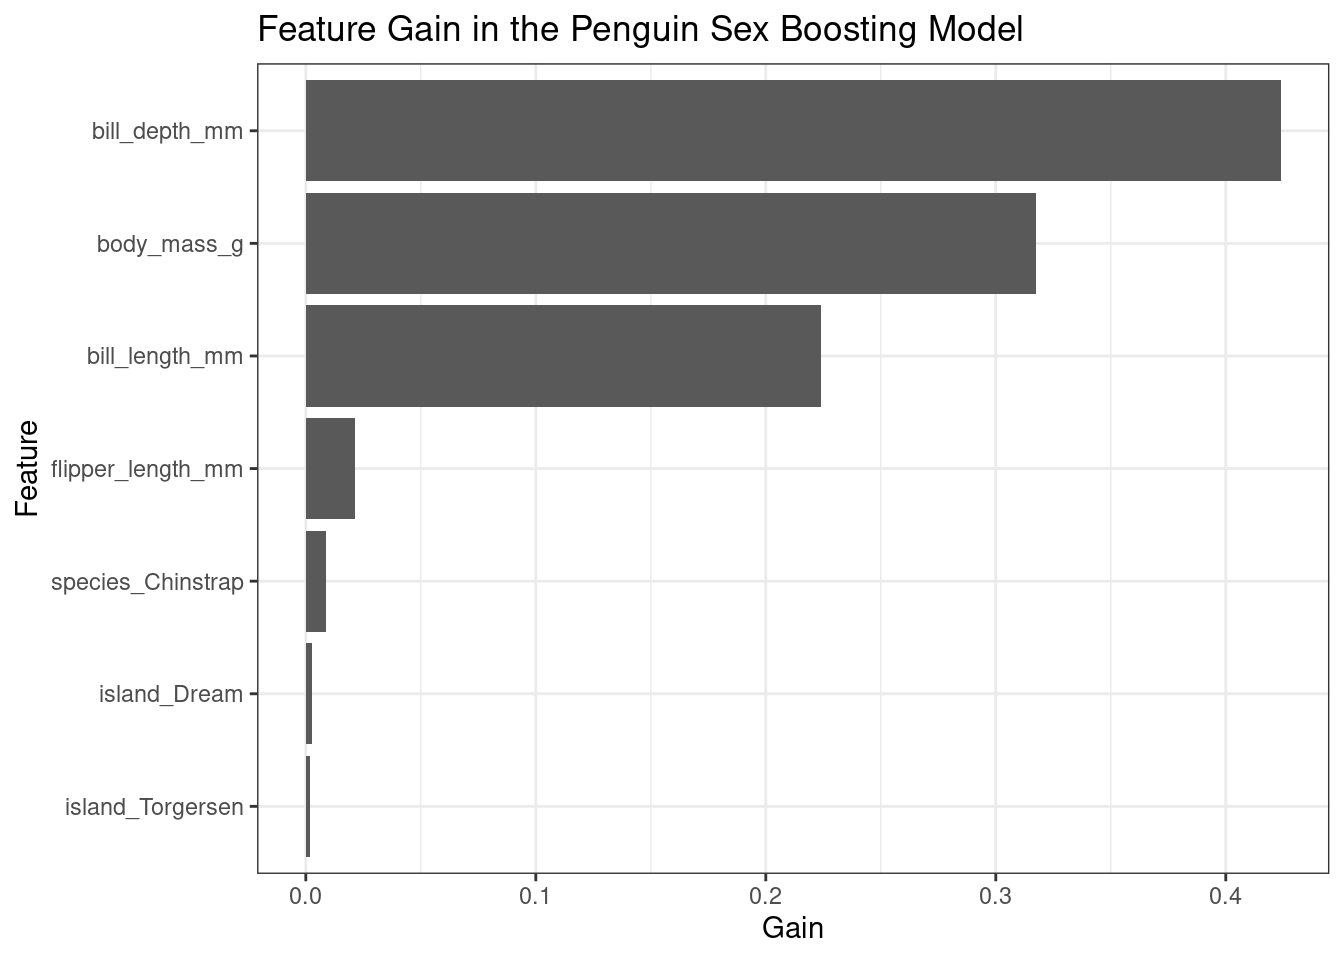 Feature Gain in the Penguin Sex Boosting Model
Feature
bill_depth_mm
body_mass_g
bill_length_mm
flipper_length_mm
species_Chinstrap
island_Dream
island_Torgersen
0.0 0.1 0.2 0.3 0.4
Gain